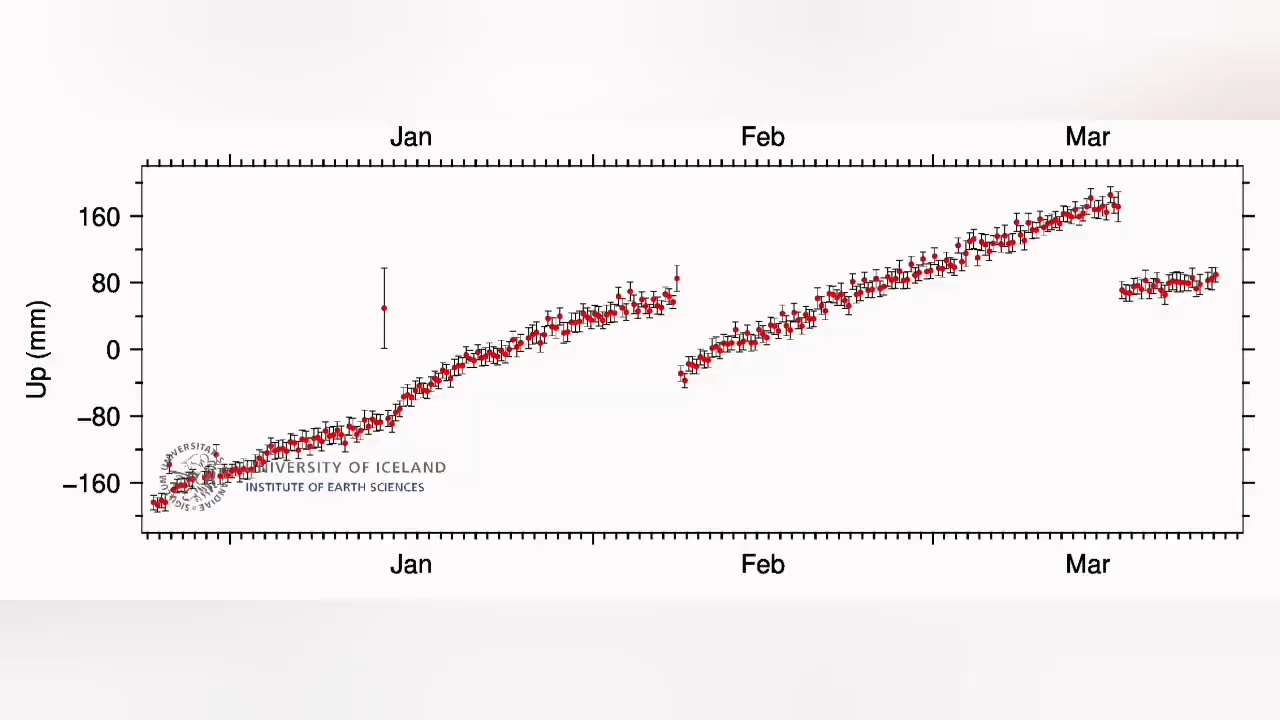 Jan Feb Mar
Up (mm)
160
80
0
−80
−160
UNIVERSITY OF ICELAND
INSTITUTE OF EARTH SCIENCES
Jan Feb Mar